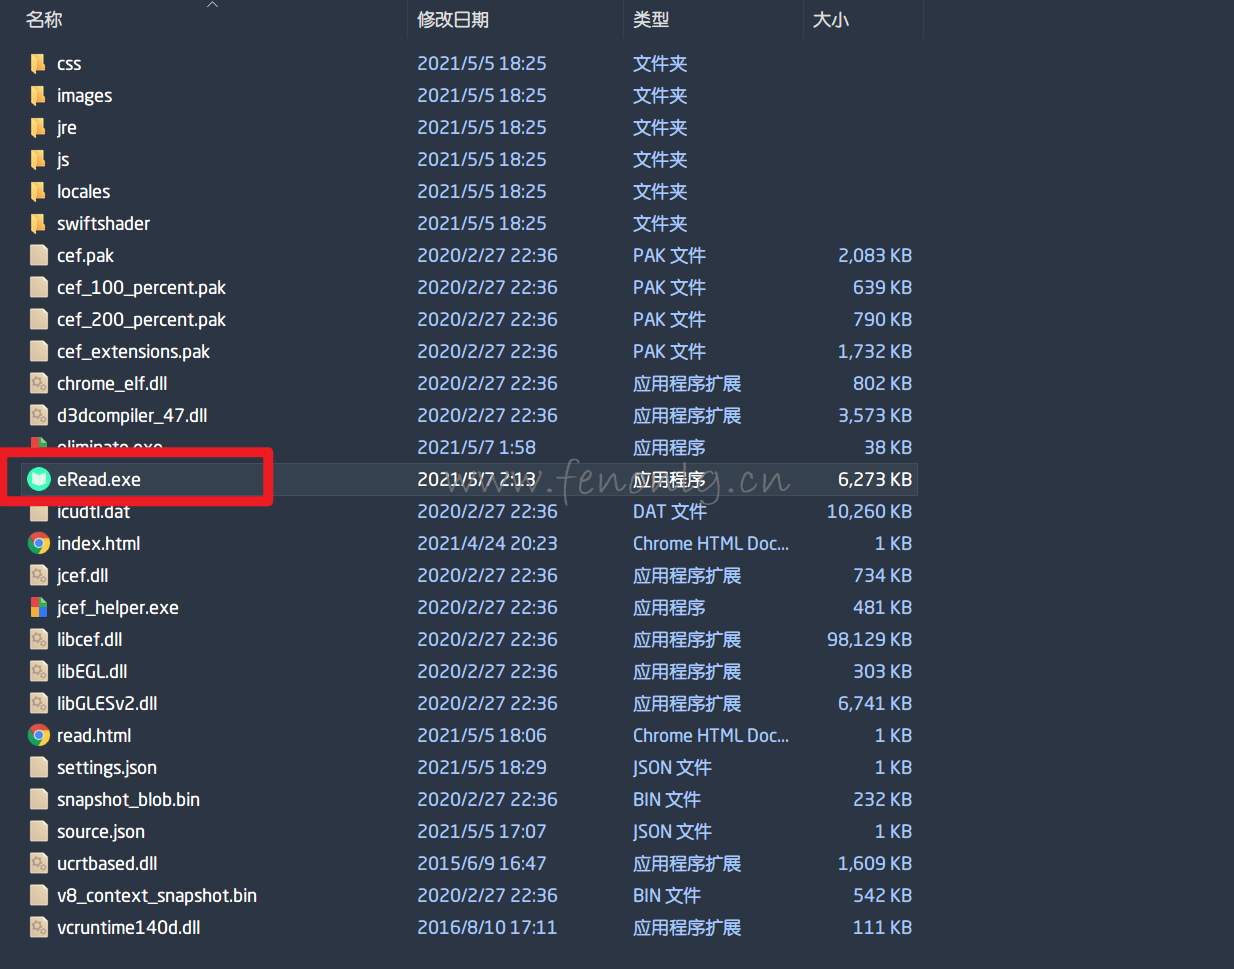 名称 修改日期 类型 大小
css 2021/5/5 18:25 文件夹
images 2021/5/5 18:25 文件夹
jre 2021/5/5 18:25 文件夹
js 2021/5/5 18:25 文件夹
locales 2021/5/5 18:25 文件夹
swiftshader 2021/5/5 18:25 文件夹
cef.pak 2020/2/27 22:36 PAK 文件 2,083 KB
cef_100_percent.pak 2020/2/27 22:36 PAK 文件 639 KB
cef_200_percent.pak 2020/2/27 22:36 PAK 文件 790 KB
cef_extensions.pak 2020/2/27 22:36 PAK 文件 1,732 KB
chrome_elf.dll 2020/2/27 22:36 应用程序扩展 802 KB
d3dcompiler_47.dll 2020/2/27 22:36 应用程序扩展 3,573 KB
eliminate.exe 2021/5/7 1:58 应用程序 38 KB
eRead.exe 2021/5/7 2:13 应用程序 6,273 KB
icudtl.dat 2020/2/27 22:36 DAT 文件 10,260 KB
index.html 2021/4/24 20:23 Chrome HTML Doc... 1 KB
jcef.dll 2020/2/27 22:36 应用程序扩展 734 KB
jcef_helper.exe 2020/2/27 22:36 应用程序 481 KB
libcef.dll 2020/2/27 22:36 应用程序扩展 98,129 KB
libEGL.dll 2020/2/27 22:36 应用程序扩展 303 KB
libGLESv2.dll 2020/2/27 22:36 应用程序扩展 6,741 KB
read.html 2021/5/5 18:06 Chrome HTML Doc... 1 KB
settings.json 2021/5/5 18:29 JSON 文件 1 KB
snapshot_blob.bin 2020/2/27 22:36 BIN 文件 232 KB
source.json 2021/5/5 17:07 JSON 文件 1 KB
ucrtbased.dll 2015/6/9 16:47 应用程序扩展 1,609 KB
v8_context_snapshot.bin 2020/2/27 22:36 BIN 文件 542 KB
vcruntime140d.dll 2016/8/10 17:11 应用程序扩展 111 KB